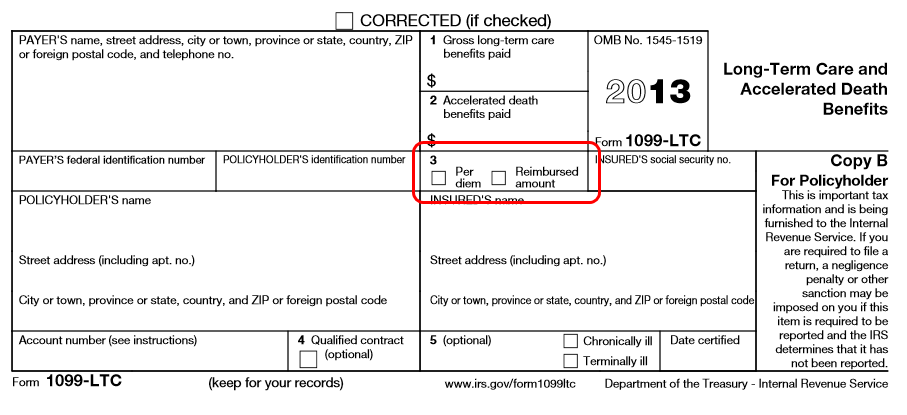 CORRECTED (if checked)
PAYER'S name, street address, city or town, province or state, country, ZIP
or foreign postal code, and telephone no.
1 Gross long-term care
benefits paid
$
2 Accelerated death
benefits paid
$
OMB No. 1545-1519
2013
Form 1099-LTC
Long-Term Care and
Accelerated Death
Benefits
PAYER'S federal identification number
POLICYHOLDER'S identification number
3
Per
diem
Reimbursed
amount
INSURED'S social security no.
Copy B
For Policyholder
This is important tax
information and is being
furnished to the Internal
Revenue Service. If you
are required to file a
return, a negligence
penalty or other
sanction may be
imposed on you if this
item is required to be
reported and the IRS
determines that it has
not been reported.
POLICYHOLDER'S name
INSURED'S name
Street address (including apt. no.)
Street address (including apt. no.)
City or town, province or state, country, and ZIP or foreign postal code
City or town, province or state, country, and ZIP or foreign postal code
Account number (see instructions)
4 Qualified contract
(optional)
5 (optional)
Chronically ill
Terminally ill
Date certified
Form 1099-LTC
(keep for your records)
www.irs.gov/form1099ltc
Department of the Treasury - Internal Revenue Service